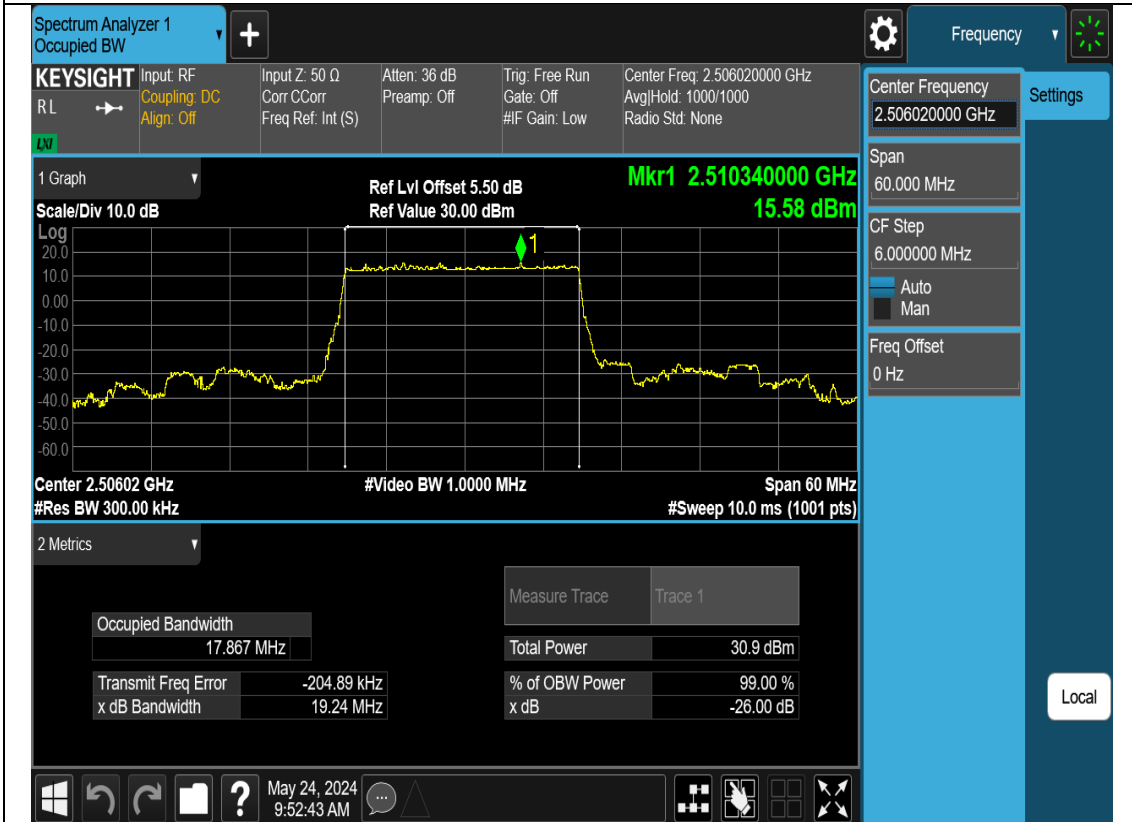 Spectrum Analyzer 1
Occupied BW
+
Frequency
KEYSIGHT
RL
LXI
Input: RF
Coupling: DC
Align: Off
Input Z: 50 Ω
Corr CCorr
Freq Ref: Int (S)
Atten: 36 dB
Preamp: Off
Trig: Free Run
Gate: Off
#IF Gain: Low
Center Freq: 2.506020000 GHz
Avg|Hold: 1000/1000
Radio Std: None
Center Frequency
2.506020000 GHz
Settings
Span
60.000 MHz
CF Step
6.000000 MHz
Auto
Man
Freq Offset
0 Hz
Local
1 Graph
Scale/Div 10.0 dB
Ref Lvl Offset 5.50 dB
Ref Value 30.00 dBm
Mkr1 2.510340000 GHz
15.58 dBm
Log
20.0
10.0
0.00
-10.0
-20.0
-30.0
-40.0
-50.0
-60.0
1
Center 2.50602 GHz
#Res BW 300.00 kHz
#Video BW 1.0000 MHz
Span 60 MHz
#Sweep 10.0 ms (1001 pts)
2 Metrics
Measure Trace Trace 1
Occupied Bandwidth
17.867 MHz
Total Power 30.9 dBm
Transmit Freq Error -204.89 kHz
% of OBW Power 99.00 %
x dB Bandwidth 19.24 MHz
x dB -26.00 dB
?
May 24, 2024
9:52:43 AM